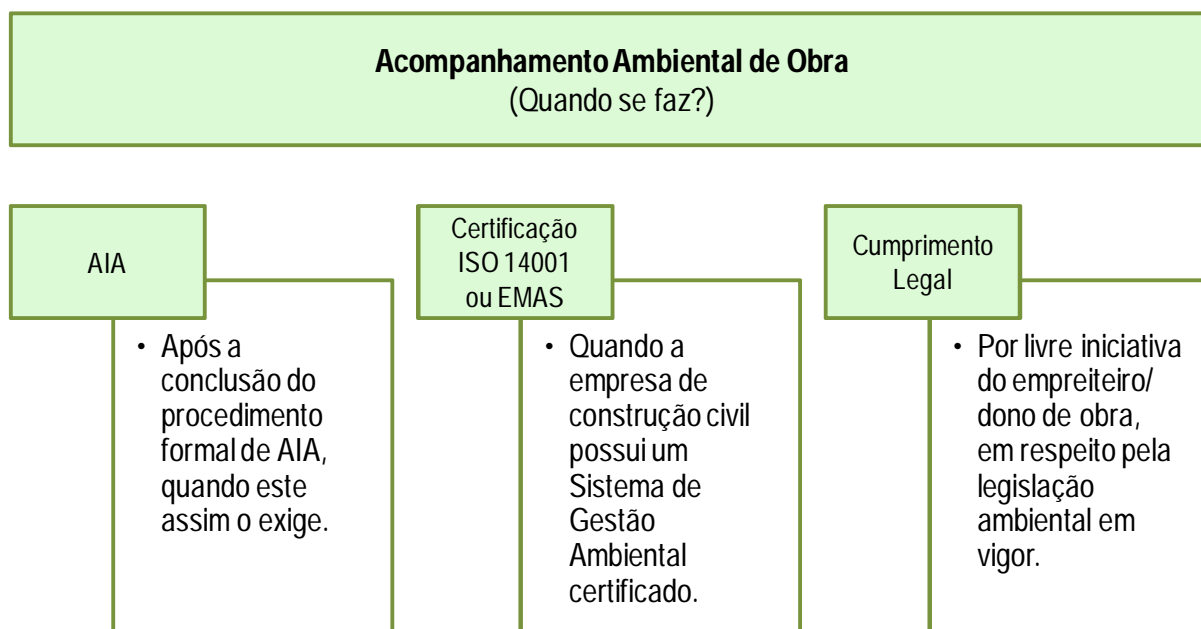 Acompanhamento Ambiental de Obra
(Quando se faz?)
AIA
• Após a
conclusão do
procedimento
formal de AIA,
quando este
assim o exige.
Certificação
ISO 14001
ou EMAS
• Quando a
empresa de
construção civil
possui um
Sistema de
Gestão
Ambiental
certificado.
Cumprimento
Legal
• Por livre iniciativa
do empreiteiro/
dono de obra,
em respeito pela
legislação
ambiental em
vigor.